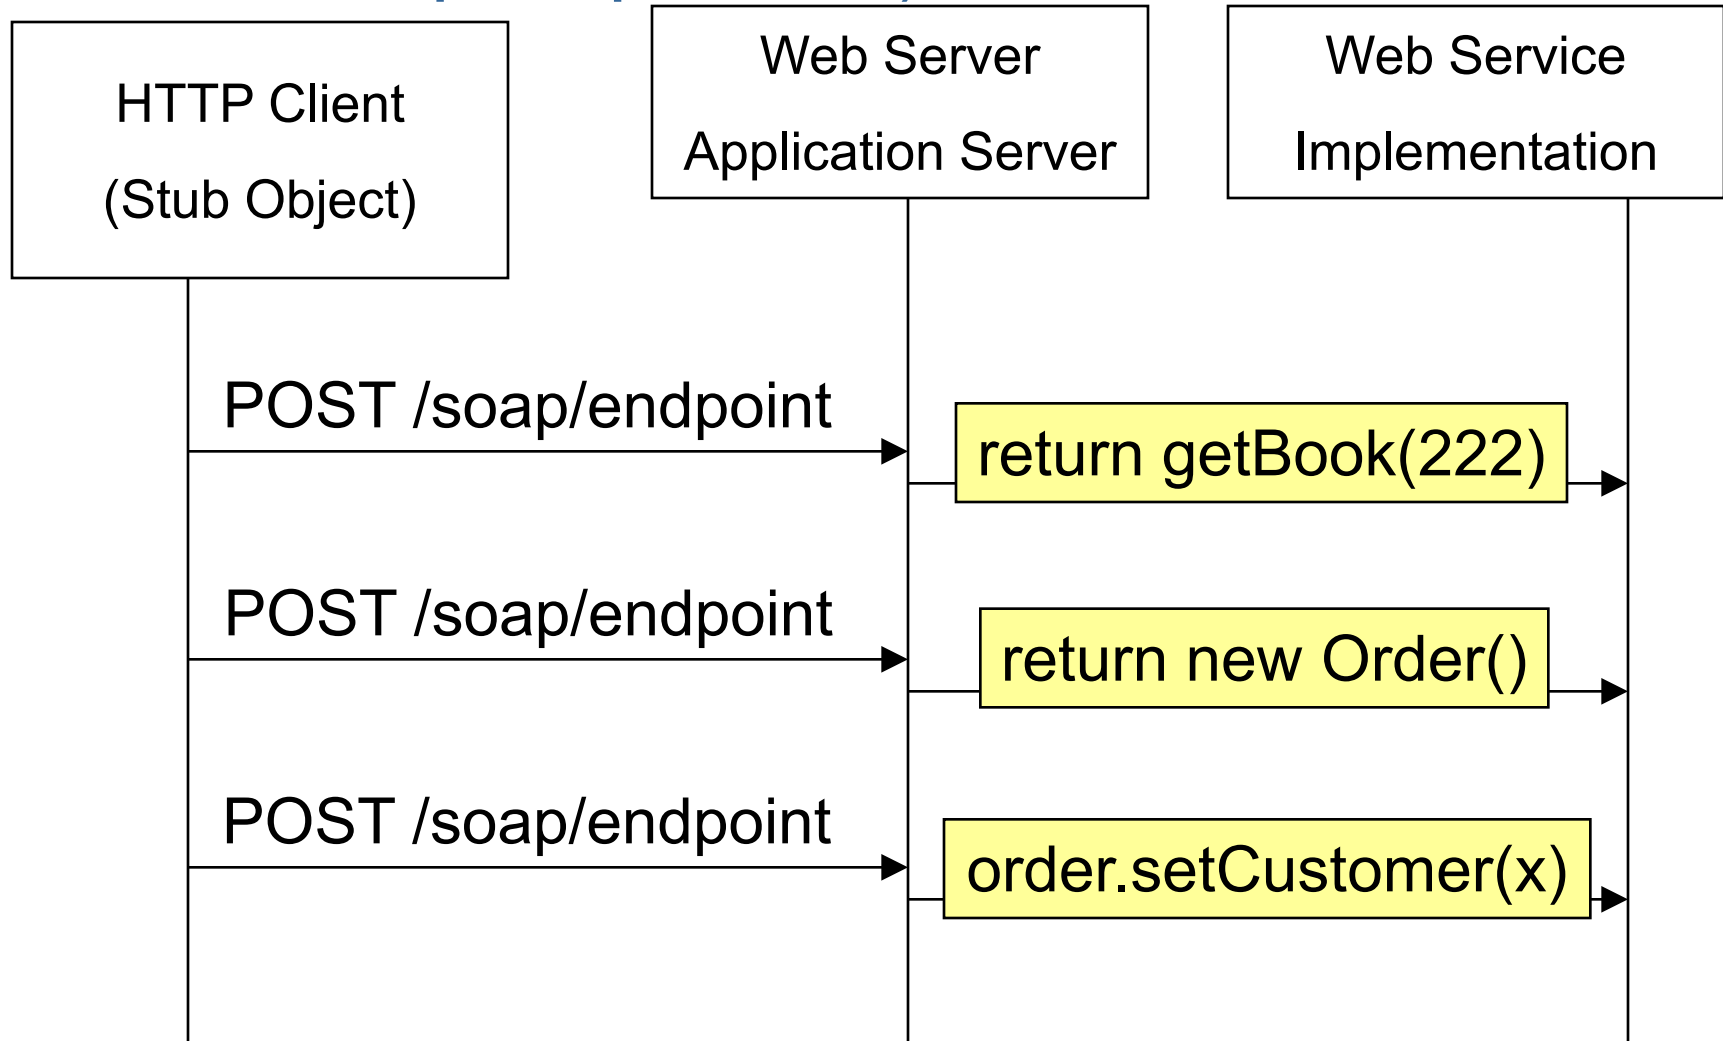 HTTP Client
(Stub Object)
Web Server
Application Server
Web Service
Implementation
POST /soap/endpoint
return getBook(222)
POST /soap/endpoint
return new Order()
POST /soap/endpoint
order.setCustomer(x)